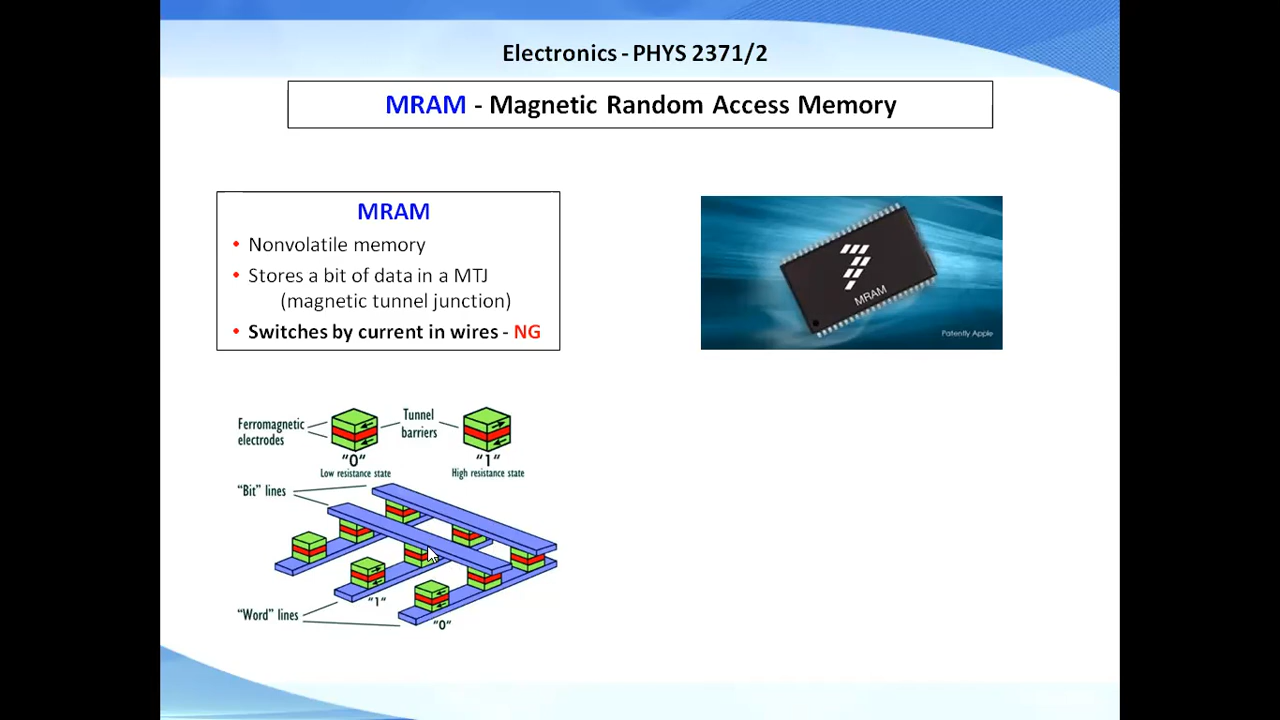 Electronics - PHYS 2371/2
MRAM - Magnetic Random Access Memory
MRAM
• Nonvolatile memory
• Stores a bit of data in a MTJ
(magnetic tunnel junction)
• Switches by current in wires - NG
MRAM
Patently Apple
Ferromagnetic
electrodes
Tunnel
barriers
"0"
Low resistance state
"1"
High resistance state
"Bit" lines
"1"
"Word" lines
"0"